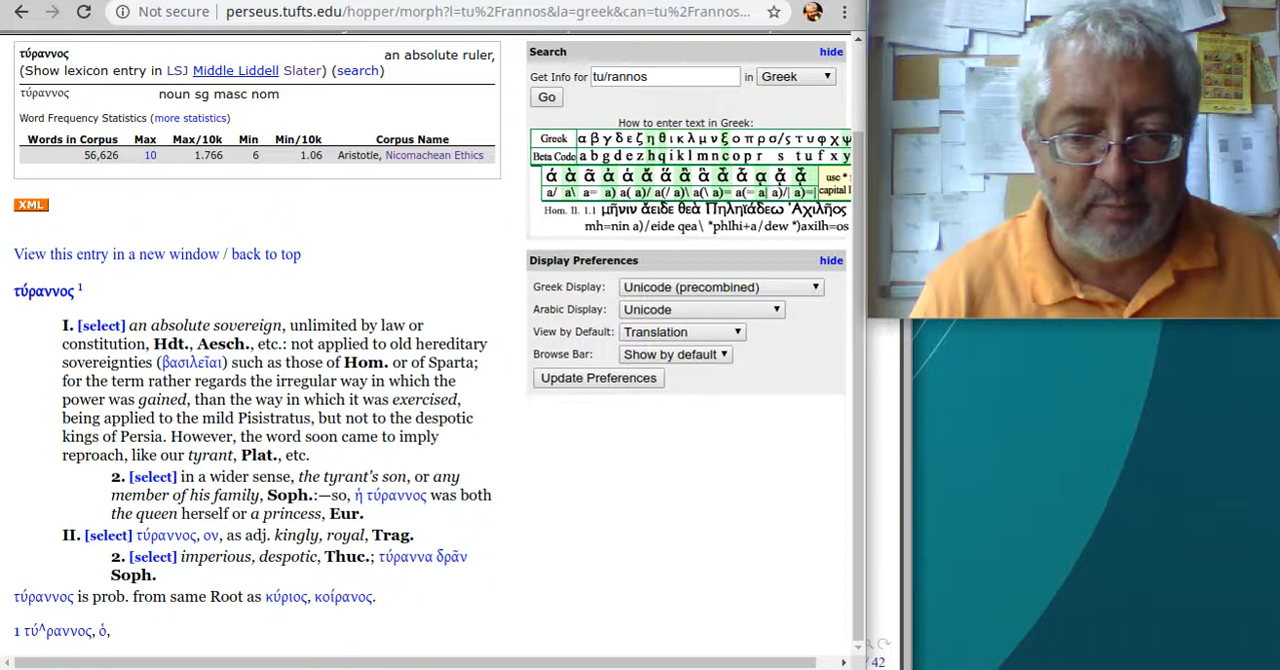 Not secure | perseus.tufts.edu/hopper/morph?l=tu%2Frannos&la=greek&can=tu%2Frannos...
τύραννος an absolute ruler,
(Show lexicon entry in LSJ Middle Liddell Slater) (search)
τύραννος noun sg masc nom
Word Frequency Statistics (more statistics)
Words in Corpus Max Max/10k Min Min/10k Corpus Name
56,626 10 1.766 6 1.06 Aristotle, Nicomachean Ethics
XML
View this entry in a new window / back to top
τύραννος 1
I. [select] an absolute sovereign, unlimited by law or
constitution, Hdt., Aesch., etc.: not applied to old hereditary
sovereignties (βασιλεῖαι) such as those of Hom. or of Sparta;
for the term rather regards the irregular way in which the
power was gained, than the way in which it was exercised,
being applied to the mild Pisistratus, but not to the despotic
kings of Persia. However, the word soon came to imply
reproach, like our tyrant, Plat., etc.
2. [select] in a wider sense, the tyrant's son, or any
member of his family, Soph.:—so, ἡ τύραννος was both
the queen herself or a princess, Eur.
II. [select] τύραννος, ον, as adj. kingly, royal, Trag.
2. [select] imperious, despotic, Thuc.; τύραννα δρᾶν
Soph.
τύραννος is prob. from same Root as κύριος, κοίρανος.
1 τύ^ραννος, ὁ,
Search hide
Get Info for tu/rannos in Greek
Go
How to enter text in Greek:
Greek α β γ δ ε ζ η θ ι κ λ μ ν ξ ο π ρ σ/ς τ υ φ χ ψ
Beta Code a b g d e z h q i k l m n c o p r s t u f x y
ά ὰ ᾶ ἀ ἁ ἄ ἅ ἂ ἃ ἆ ᾳ ᾴ ᾆ use *
a/ a\ a= a) a( a)/ a(/ a)\ a(\ a)= a(= a| a)/| a)=| capital l
Hom. Il. 1.1 μῆνιν ἄειδε θεὰ Πηληϊάδεω Ἀχιλῆος
mh=nin a)/eide qea\ *phlhi+a/dew *)axilh=os
Display Preferences hide
Greek Display: Unicode (precombined)
Arabic Display: Unicode
View by Default: Translation
Browse Bar: Show by default
Update Preferences
/ 42